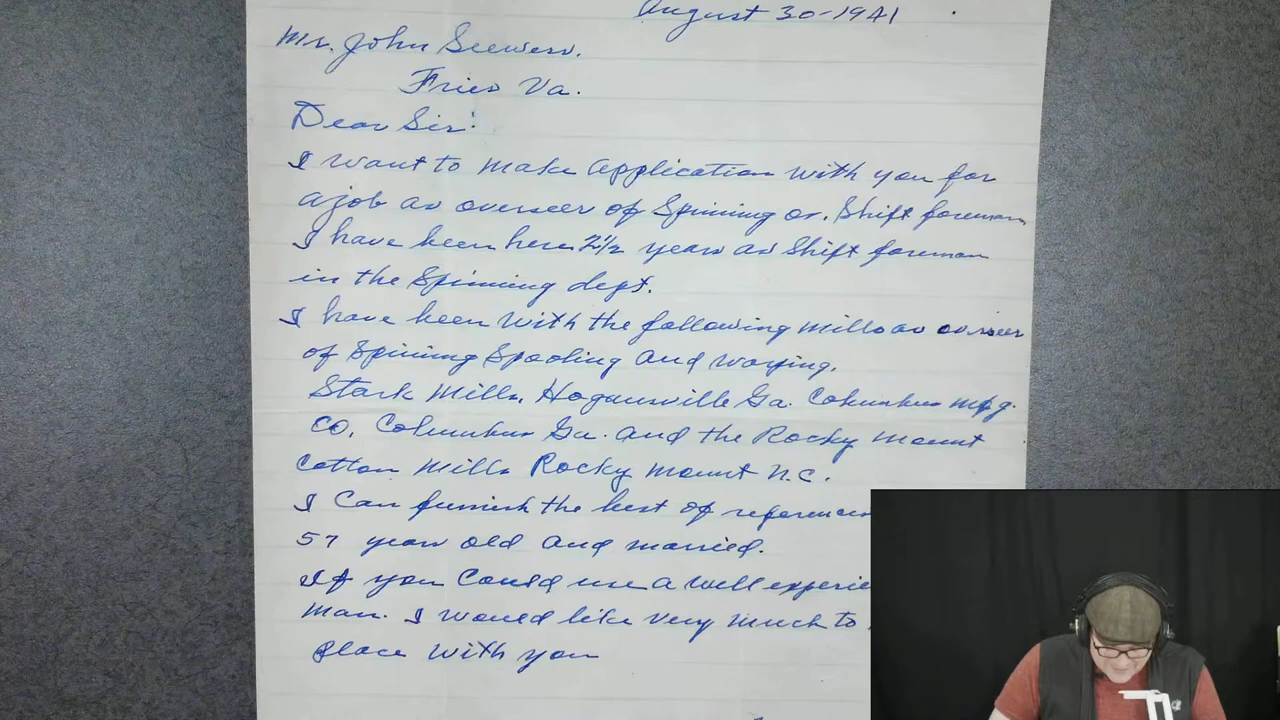 August 30-1941
Mr. John Seewers.
Fries Va.
Dear Sir:
I want to make application with you for
a job as overseer of Spinning or. Shift foreman
I have been here 2 1/2 years as Shift foreman
in the Spinning dept.
I have been with the following mills as overseer
of Spinning Spooling and warping.
Stark Mills, Hogansville Ga. Columbus mfg.
Co, Columbus Ga. and the Rocky mount
Cotton Mills Rocky mount N.C.
I can furnish the best of references
57 years old and married.
If you could use a well
man. I would like very much to
place with you